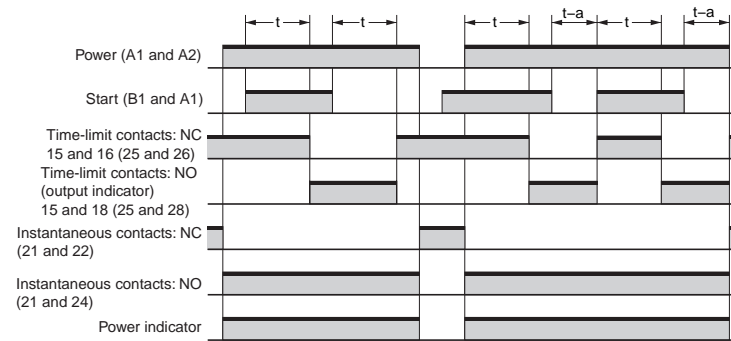 t–a t–a
t t t t
Power (A1 and A2)
Start (B1 and A1)
Time-limit contacts: NC
15 and 16 (25 and 26)
Time-limit contacts: NO
(output indicator)
15 and 18 (25 and 28)
Instantaneous contacts: NC
(21 and 22)
Instantaneous contacts: NO
(21 and 24)
Power indicator